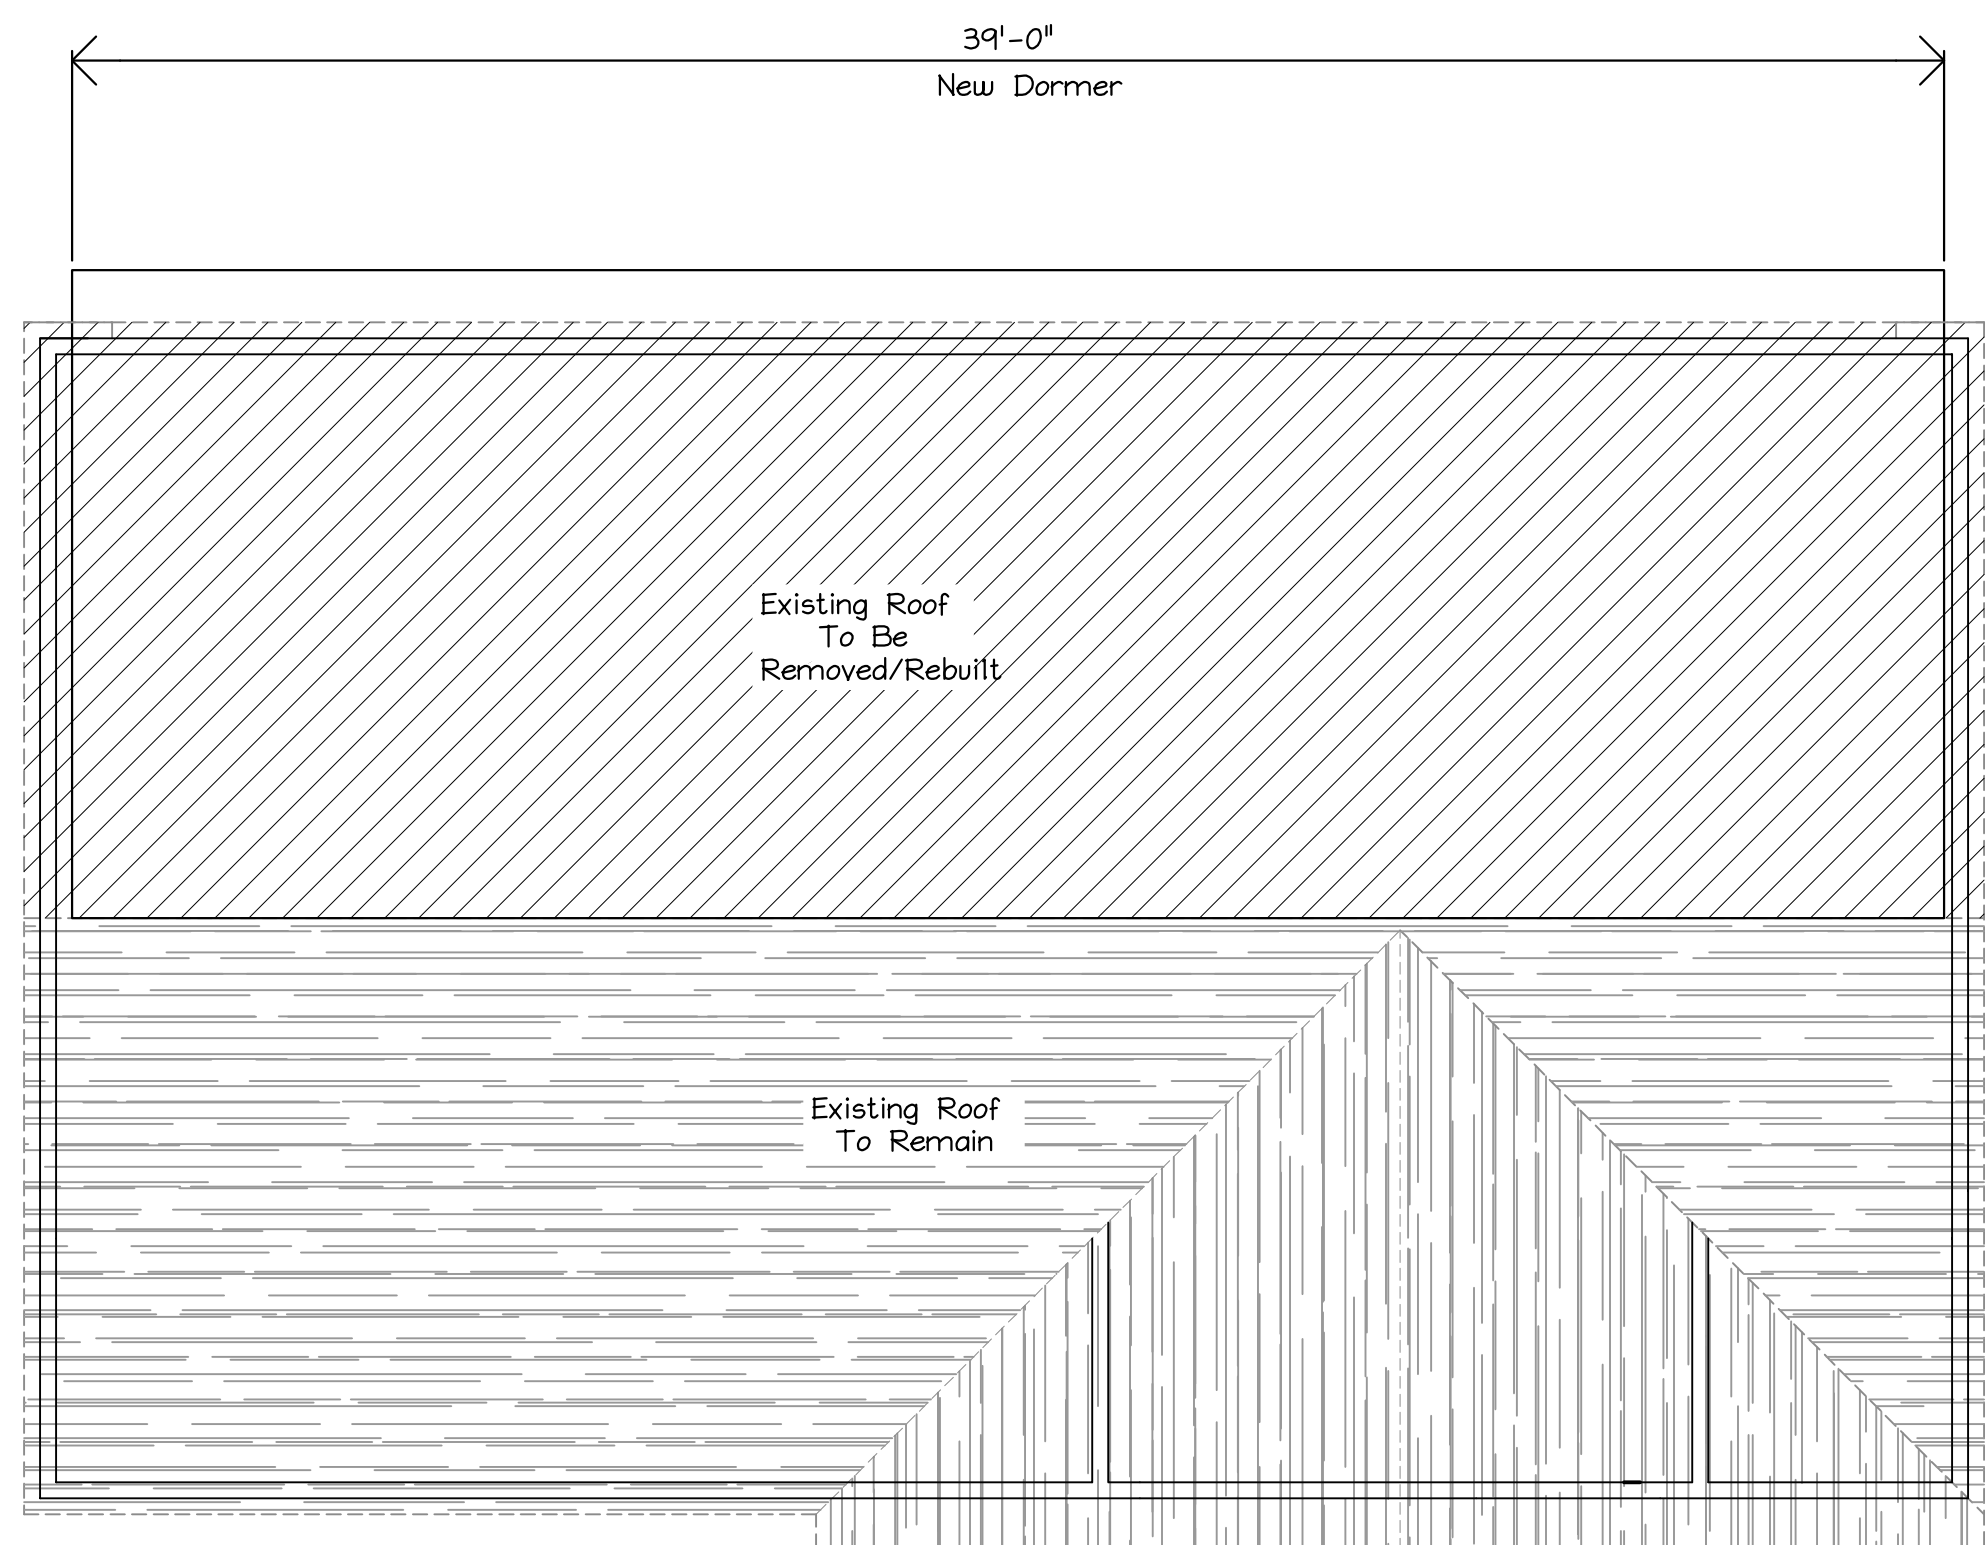 39'-0"
New Dormer
Existing Roof
To Be
Removed/Rebuilt
Existing Roof
To Remain